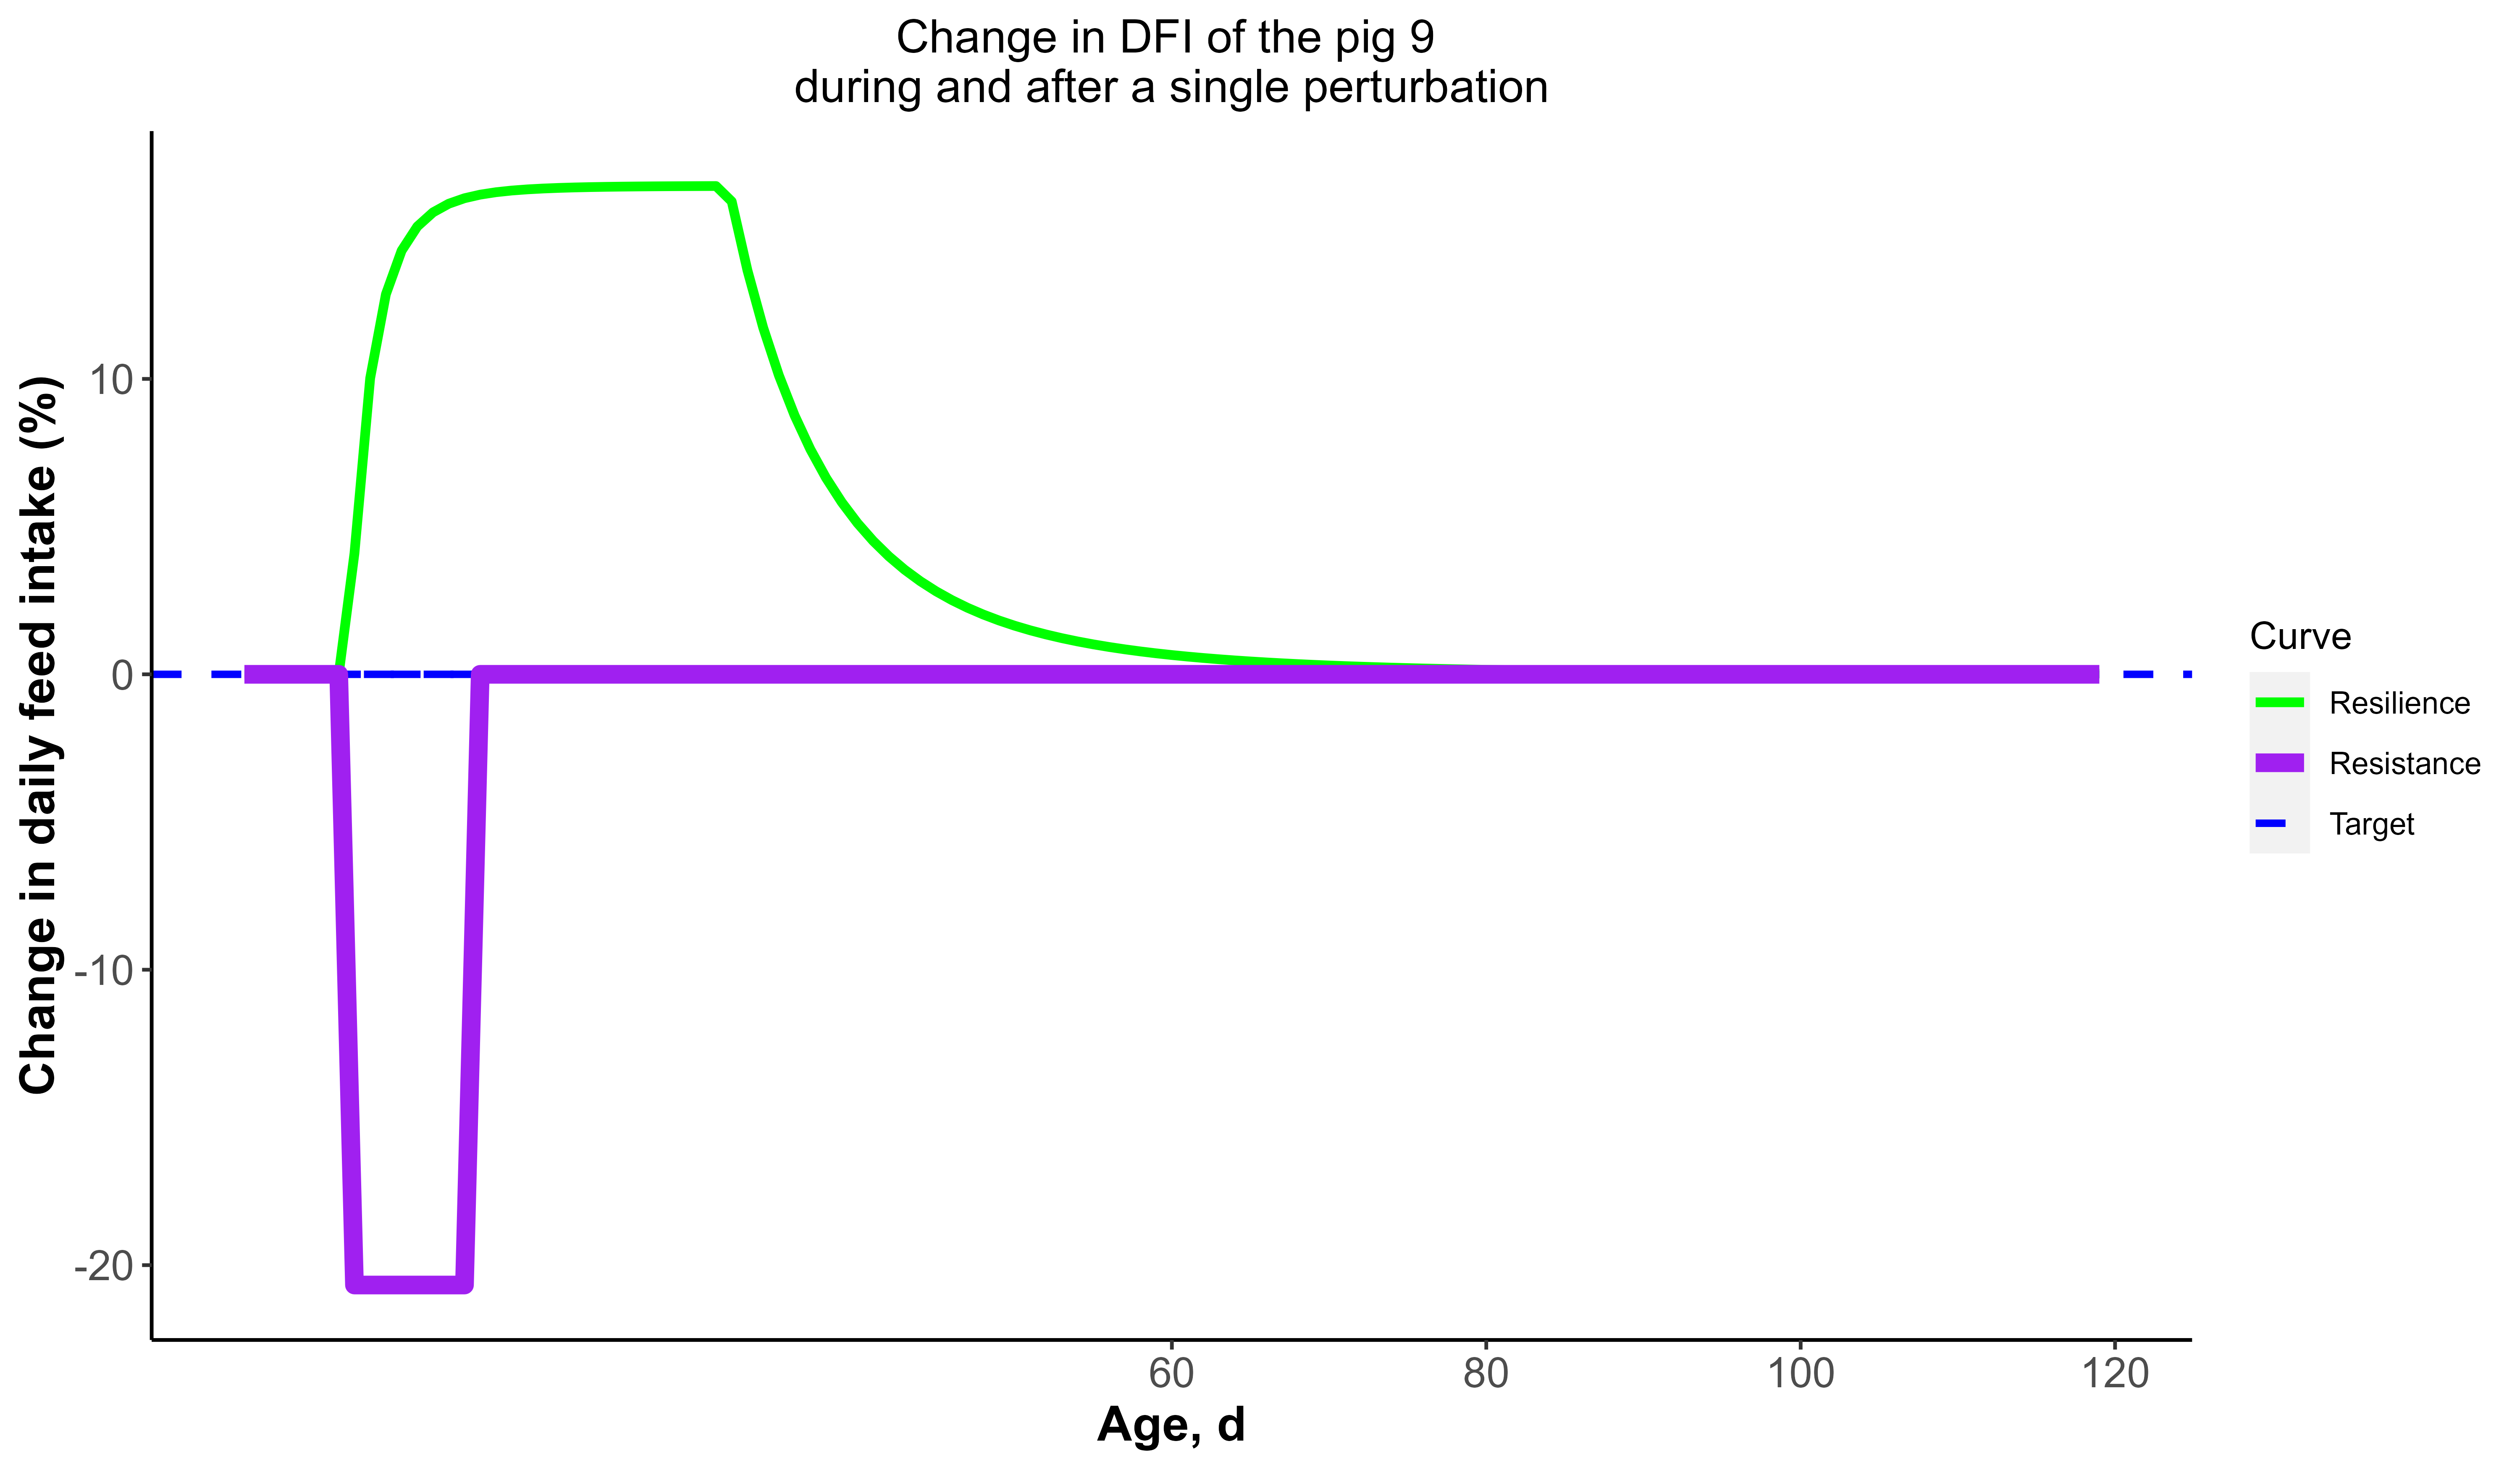 Change in DFI of the pig 9
during and after a single perturbation
Change in daily feed intake (%)
10
0
-10
-20
60
80
100
120
Age, d
Curve
Resilience
Resistance
Target